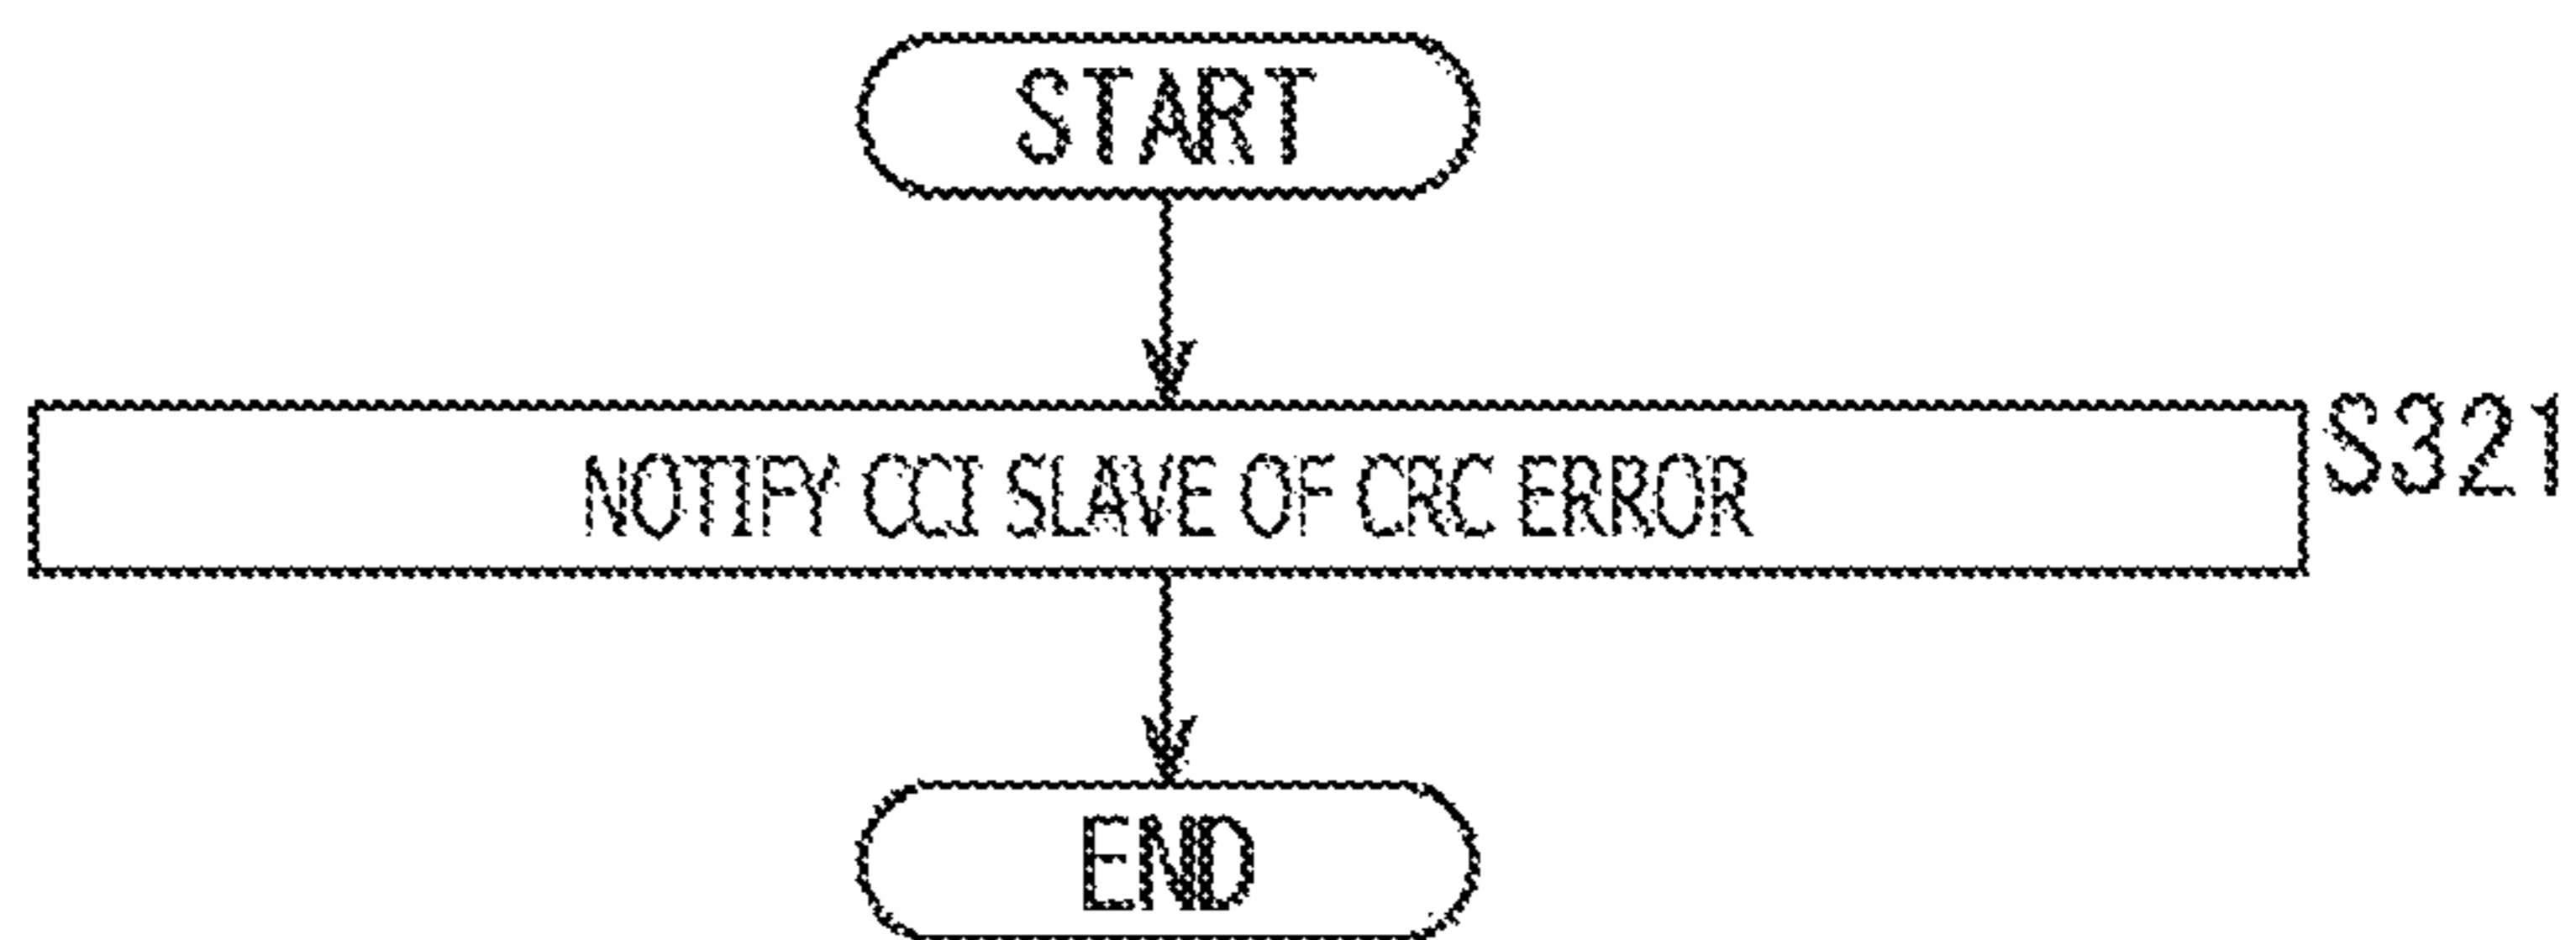 START
NOTIFY CCI SLAVE OF CRC ERROR
S321
END